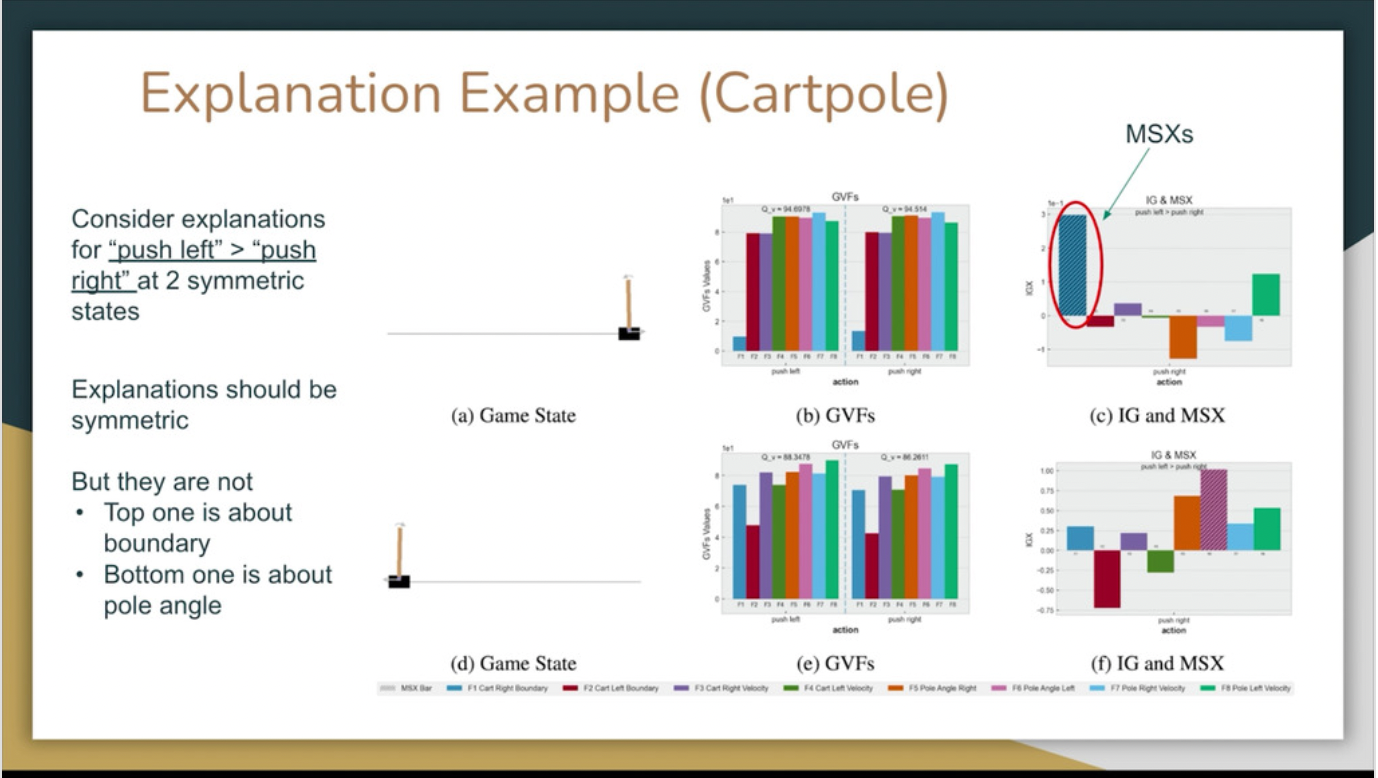 Explanation Example (Cartpole)
MSXs
Consider explanations
for “push left” > “push
right” at 2 symmetric
states
Explanations should be
symmetric
But they are not
• Top one is about
boundary
• Bottom one is about
pole angle
(a) Game State
GVFs
1e1
Q_v = 94.6978
Q_v = 94.514
GVFs Values
8
6
4
2
0
F1 F2 F3 F4 F5 F6 F7 F8
F1 F2 F3 F4 F5 F6 F7 F8
push left
push right
action
(b) GVFs
IG & MSX
push left > push right
5e−1
IGX
3
2
1
0
−1
push right
action
(c) IG and MSX
(d) Game State
GVFs
1e1
Q_v = 88.3478
Q_v = 86.2611
GVFs Values
8
6
4
2
0
F1 F2 F3 F4 F5 F6 F7 F8
F1 F2 F3 F4 F5 F6 F7 F8
push left
push right
action
(e) GVFs
IG & MSX
push left > push right
IGX
1.00
0.75
0.50
0.25
0.00
−0.25
−0.50
−0.75
push right
action
(f) IG and MSX
MSX Bar F1 Cart Right Boundary F2 Cart Left Boundary F3 Cart Right Velocity F4 Cart Left Velocity F5 Pole Angle Right F6 Pole Angle Left F7 Pole Right Velocity F8 Pole Left Velocity